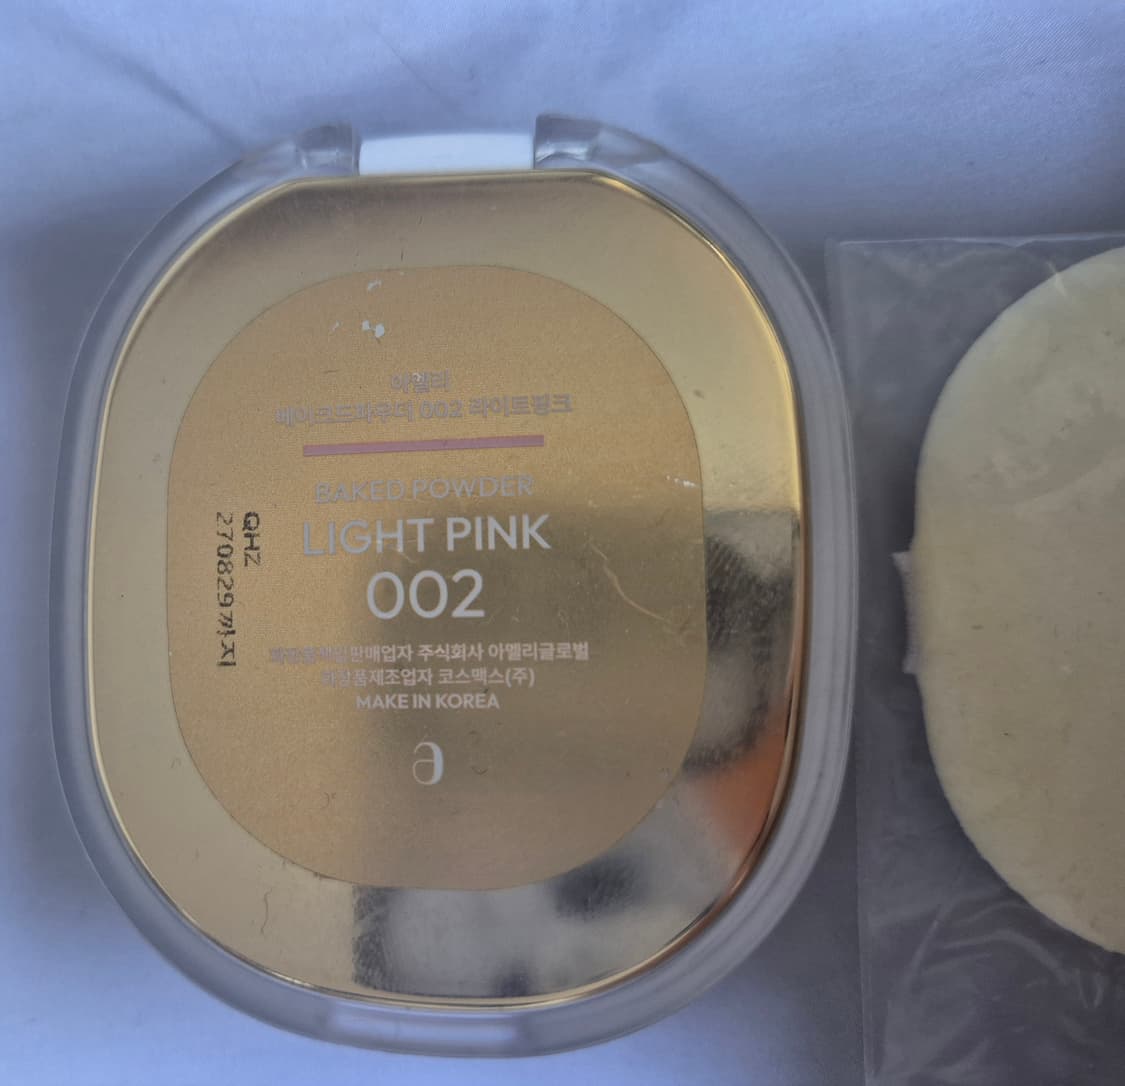 아멜리
베이크드파우더 002 라이트핑크
BAKED POWDER
LIGHT PINK
002
화장품책임판매업자 주식회사 아멜리글로벌
화장품제조업자 코스맥스(주)
MAKE IN KOREA
QHZ
270829까지